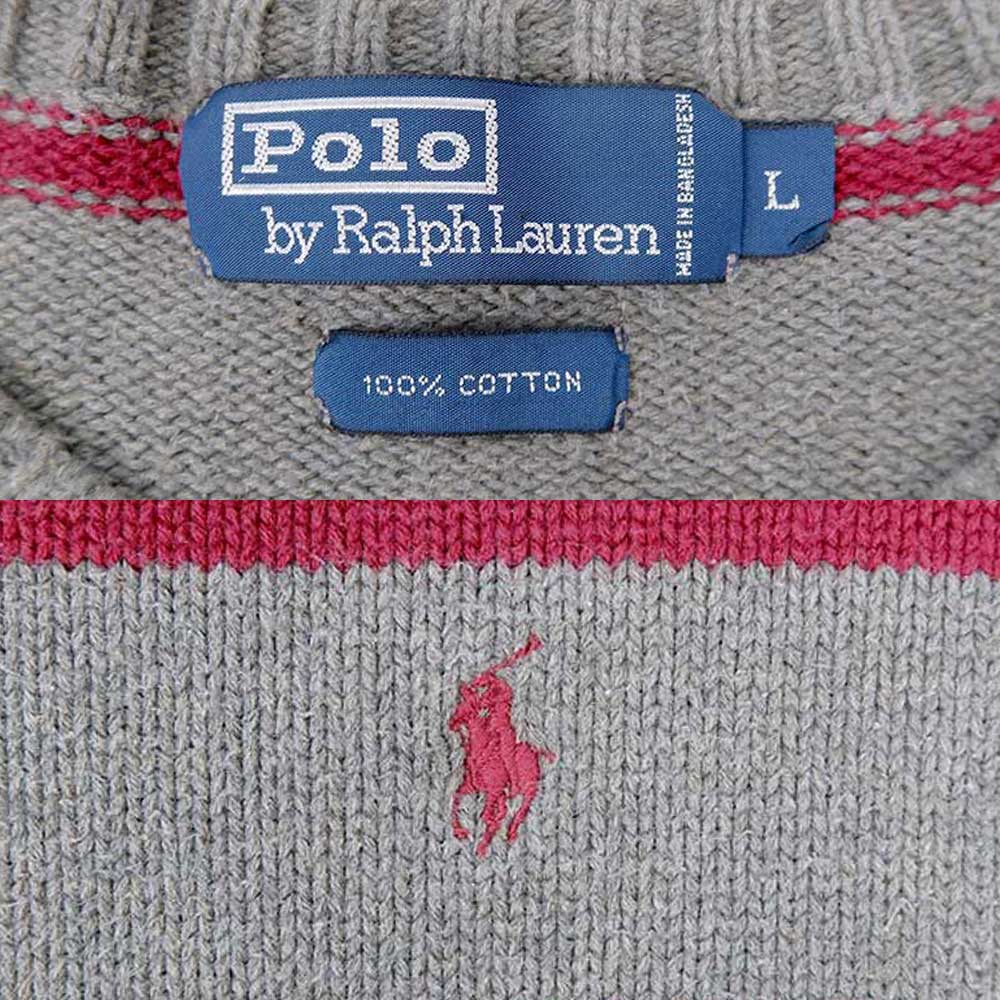 Polo
by Ralph Lauren
MADE IN BANGLADESH
L
100% COTTON